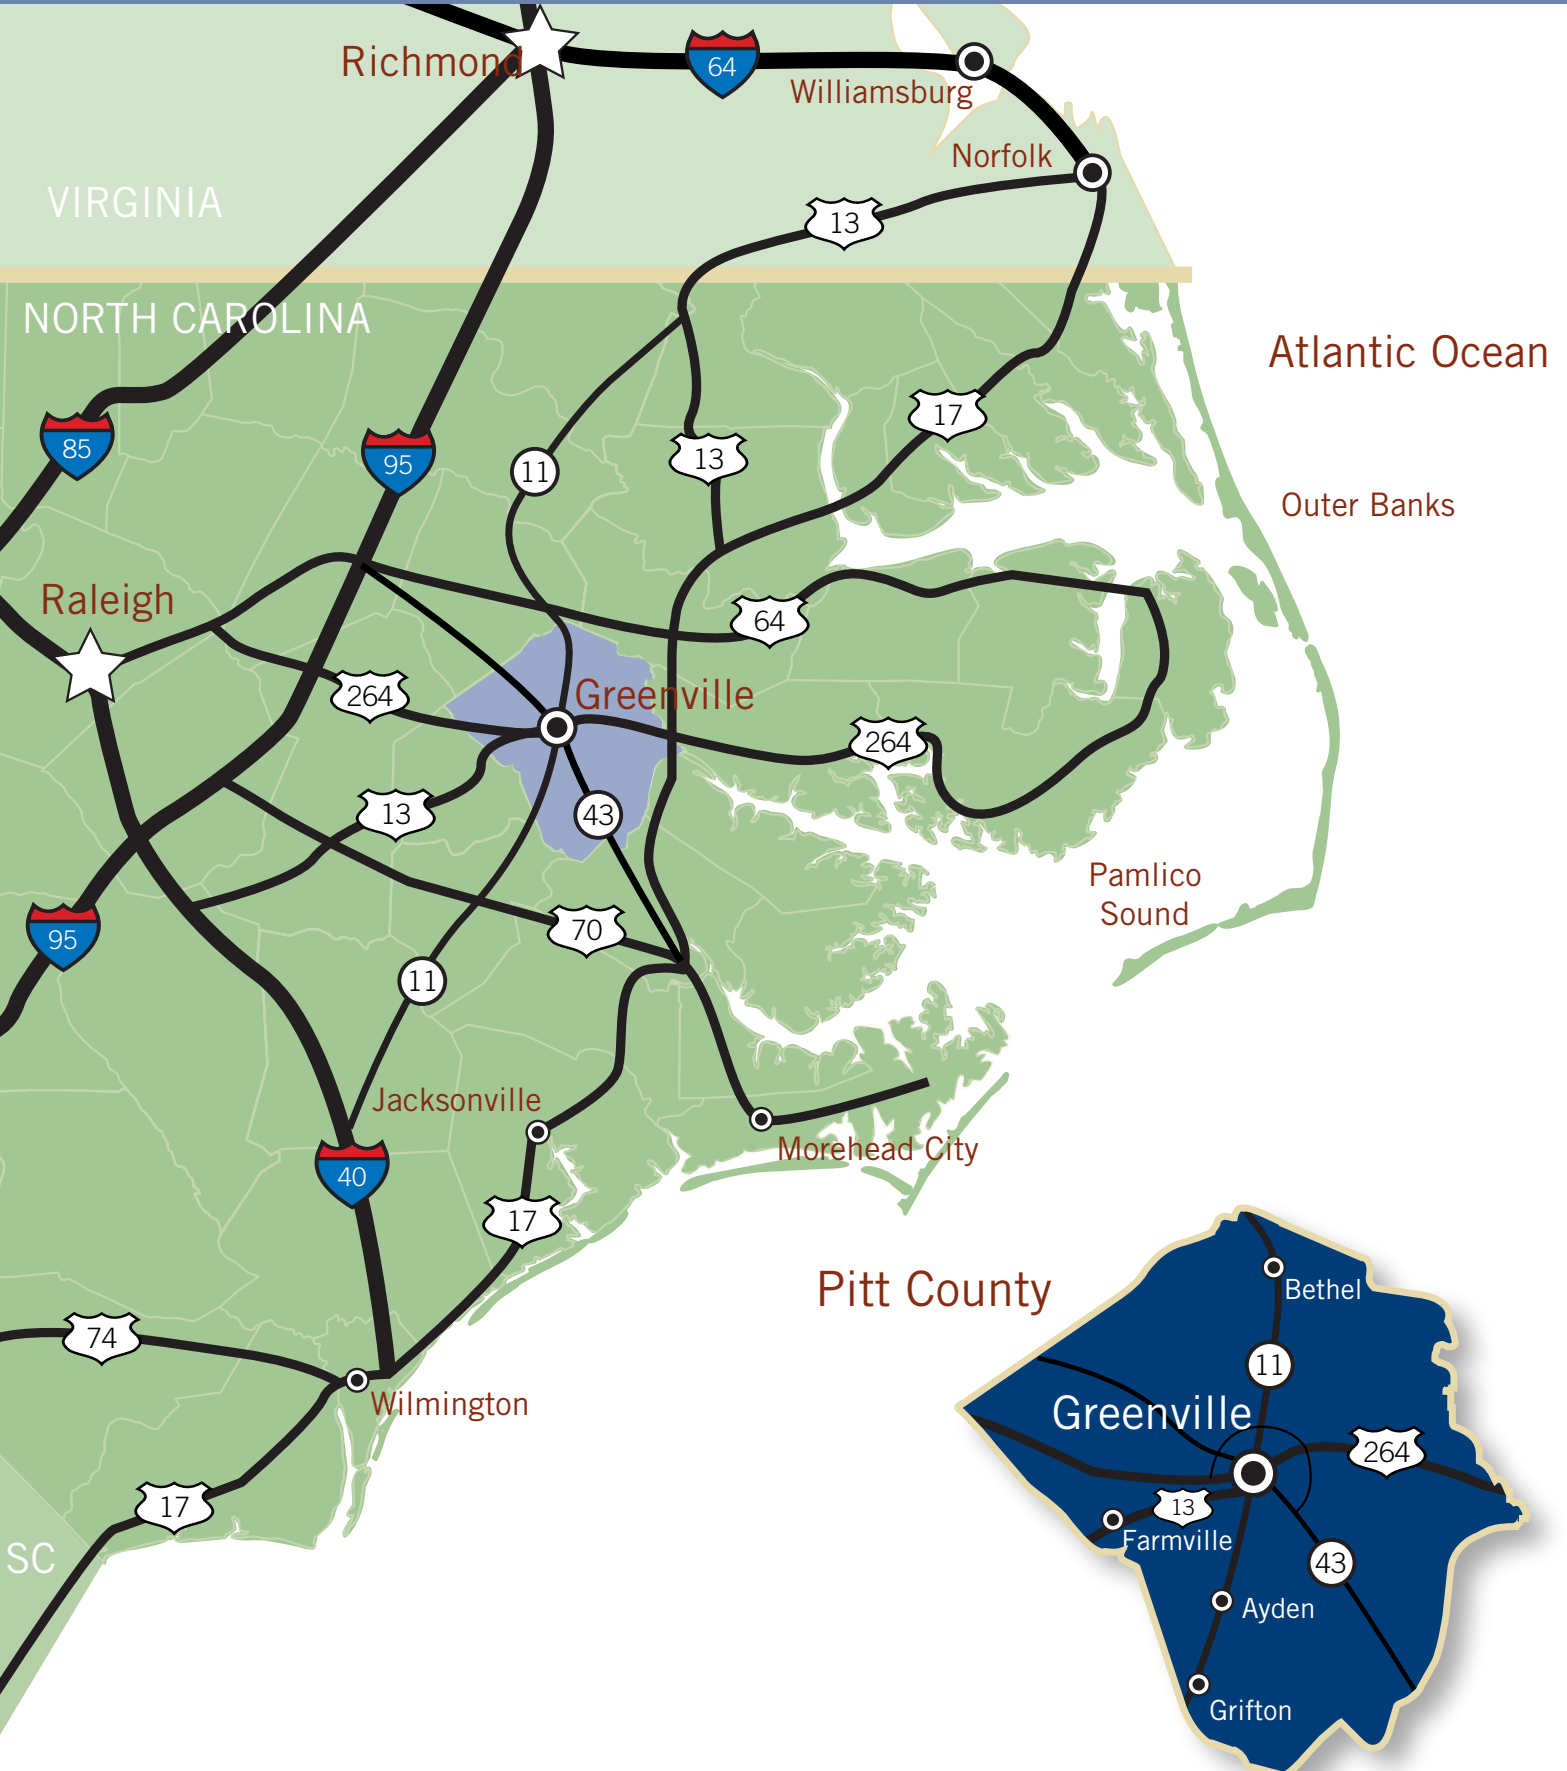 Richmond
64
Williamsburg
Norfolk
VIRGINIA
13
NORTH CAROLINA
Atlantic Ocean
17
85
95
11
13
Outer Banks
Raleigh
64
264
Greenville
264
13
43
Pamlico
Sound
70
95
11
Jacksonville
Morehead City
40
17
Pitt County
Bethel
74
11
Wilmington
Greenville
264
17
13
Farmville
SC
43
Ayden
Grifton